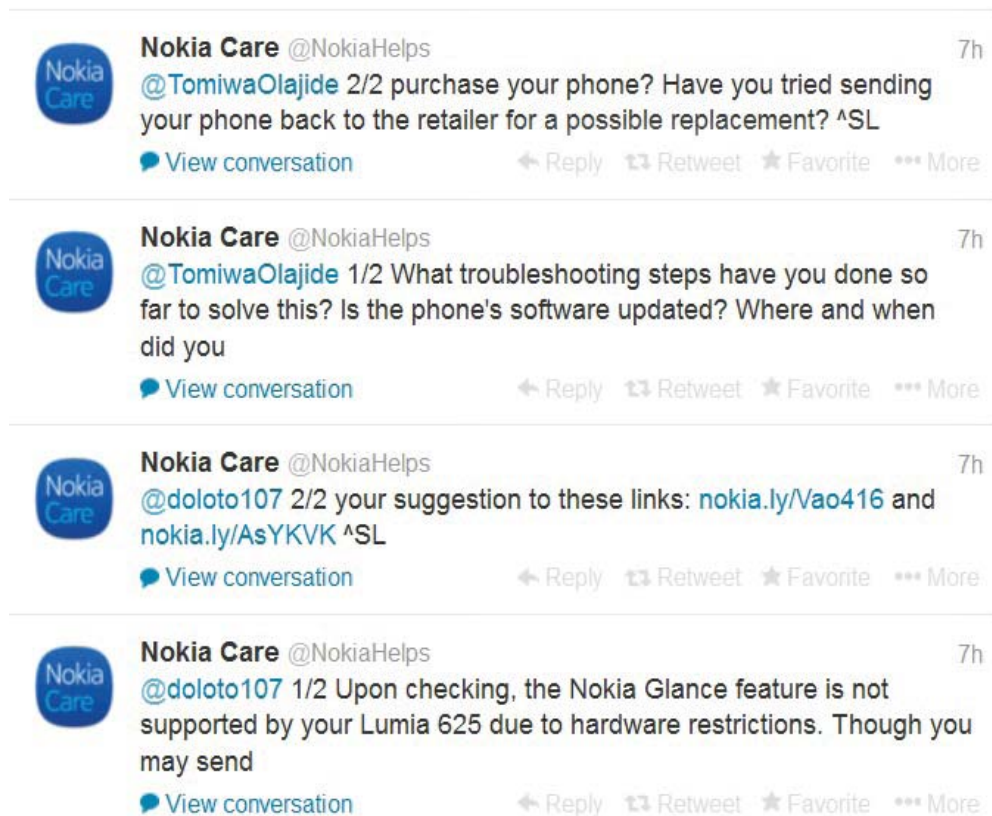 Nokia Care @NokiaHelps 7h
Nokia
Care
@TomiwaOlajide 2/2 purchase your phone? Have you tried sending
your phone back to the retailer for a possible replacement? ^SL
View conversation Reply Retweet Favorite More
Nokia Care @NokiaHelps 7h
Nokia
Care
@TomiwaOlajide 1/2 What troubleshooting steps have you done so
far to solve this? Is the phone's software updated? Where and when
did you
View conversation Reply Retweet Favorite More
Nokia Care @NokiaHelps 7h
Nokia
Care
@doloto107 2/2 your suggestion to these links: nokia.ly/Vao416 and
nokia.ly/AsYKVK ^SL
View conversation Reply Retweet Favorite More
Nokia Care @NokiaHelps 7h
Nokia
Care
@doloto107 1/2 Upon checking, the Nokia Glance feature is not
supported by your Lumia 625 due to hardware restrictions. Though you
may send
View conversation Reply Retweet Favorite More